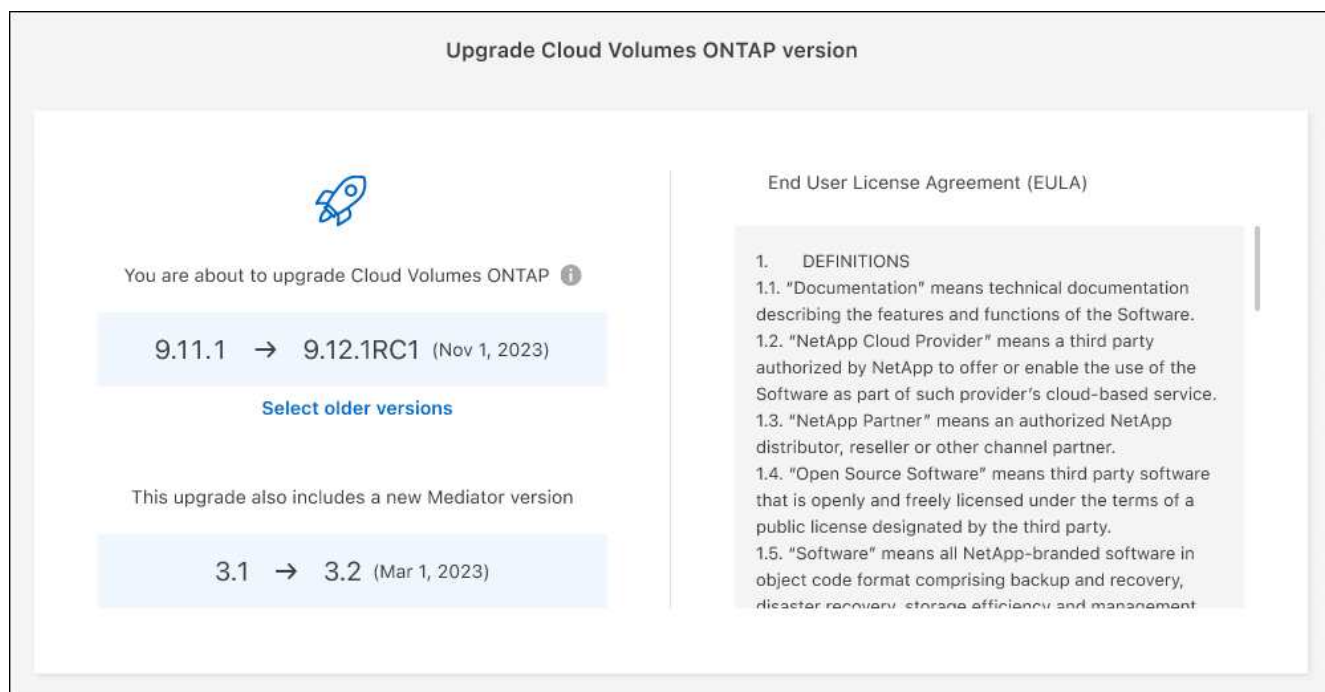 Upgrade Cloud Volumes ONTAP version
You are about to upgrade Cloud Volumes ONTAP
9.11.1 → 9.12.1RC1 (Nov 1, 2023)
Select older versions
This upgrade also includes a new Mediator version
3.1 → 3.2 (Mar 1, 2023)
End User License Agreement (EULA)
1. DEFINITIONS
1.1. “Documentation” means technical documentation
describing the features and functions of the Software.
1.2. “NetApp Cloud Provider” means a third party
authorized by NetApp to offer or enable the use of the
Software as part of such provider’s cloud-based service.
1.3. “NetApp Partner” means an authorized NetApp
distributor, reseller or other channel partner.
1.4. “Open Source Software” means third party software
that is openly and freely licensed under the terms of a
public license designated by the third party.
1.5. “Software” means all NetApp-branded software in
object code format comprising backup and recovery,
disaster recovery, storage efficiency and management